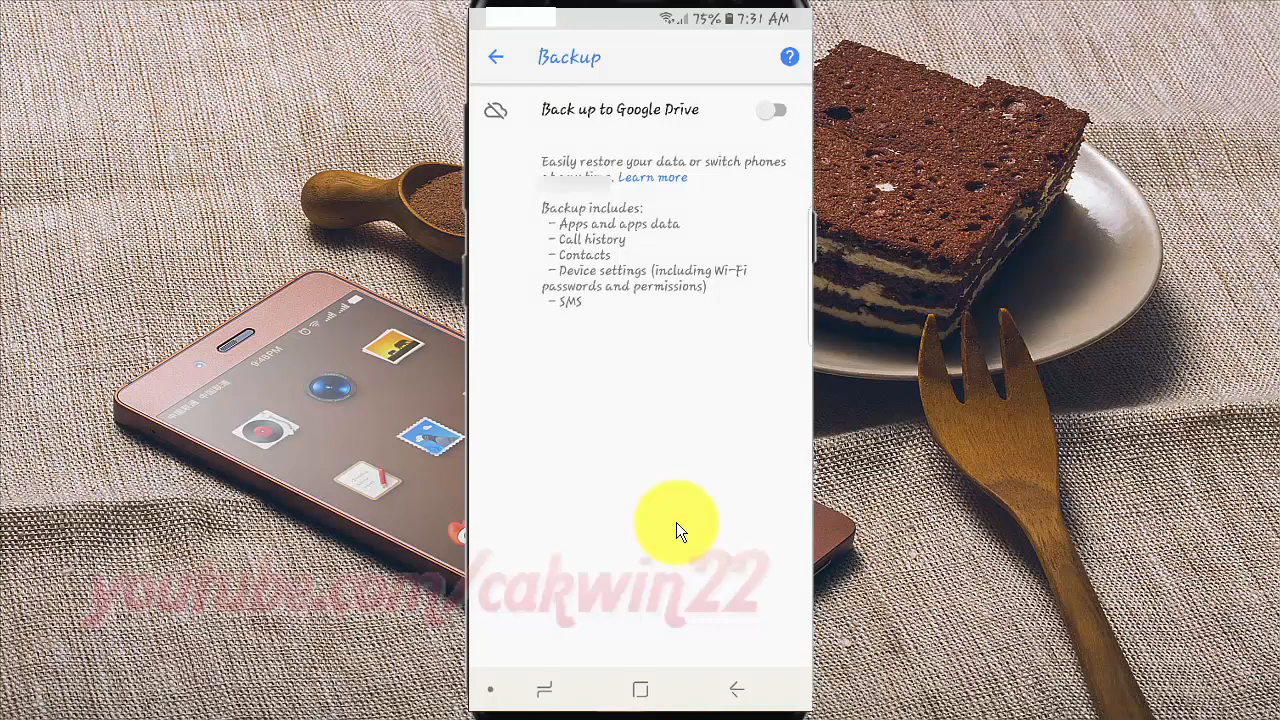 75% 7:31 AM
Backup
Back up to Google Drive
Easily restore your data or switch phones
Learn more
Backup includes:
- Apps and apps data
- Call history
- Contacts
- Device settings (including Wi-Fi
passwords and permissions)
- SMS
9:48PM
youtube.com/cakwin22